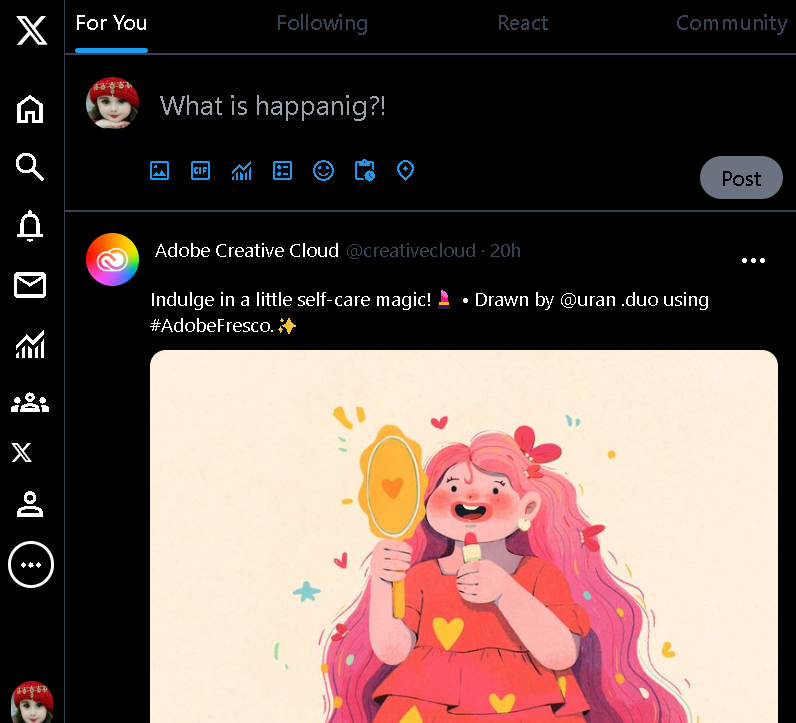 For You Following React Community
What is happanig?!
GIF
Post
Adobe Creative Cloud @creativecloud · 20h
Indulge in a little self-care magic!💄 • Drawn by @uran .duo using
#AdobeFresco.✨